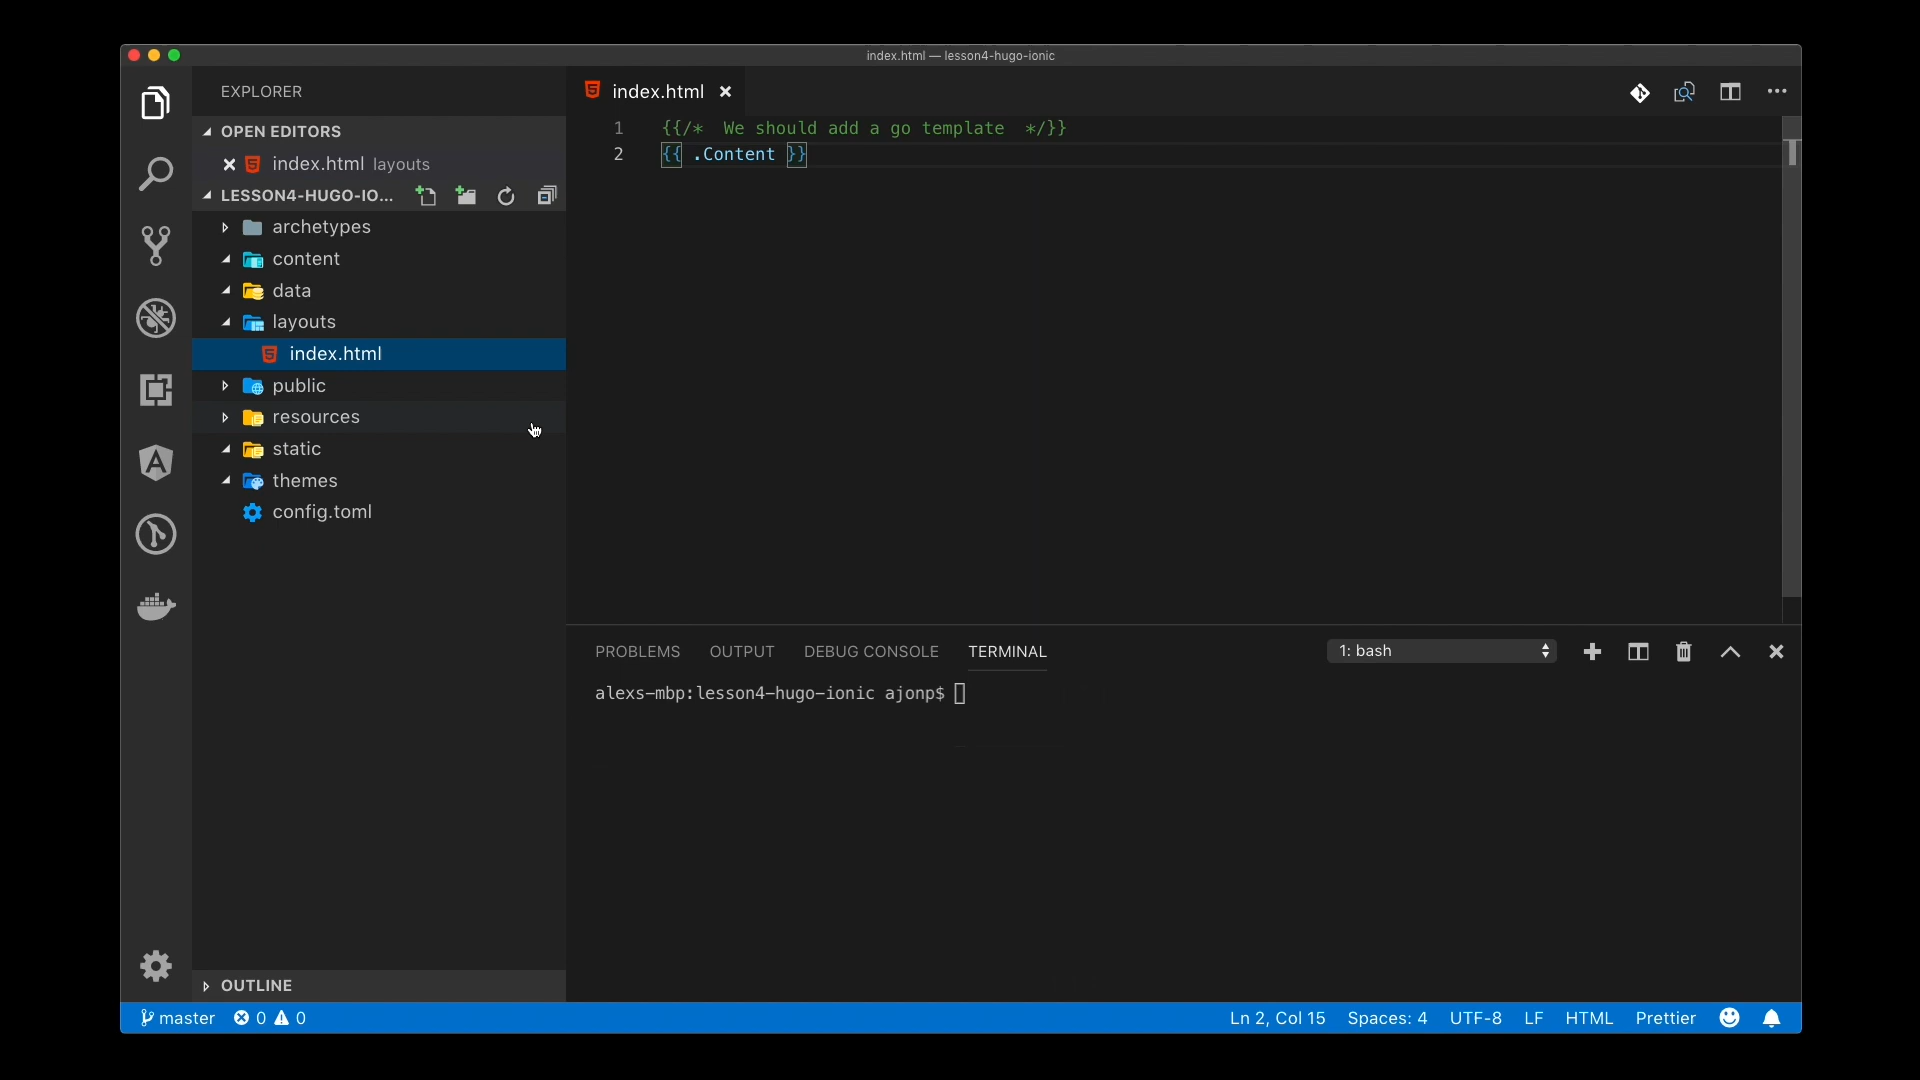 index.html — lesson4-hugo-ionic
EXPLORER
OPEN EDITORS
index.html layouts
LESSON4-HUGO-IO...
archetypes
content
data
layouts
index.html
public
resources
static
themes
config.toml
OUTLINE
index.html
1 {{/* We should add a go template */}}
2 {{ .Content }}
PROBLEMS OUTPUT DEBUG CONSOLE TERMINAL 1: bash
alexs-mbp:lesson4-hugo-ionic ajonp$
master 0 0 Ln 2, Col 15 Spaces: 4 UTF-8 LF HTML Prettier